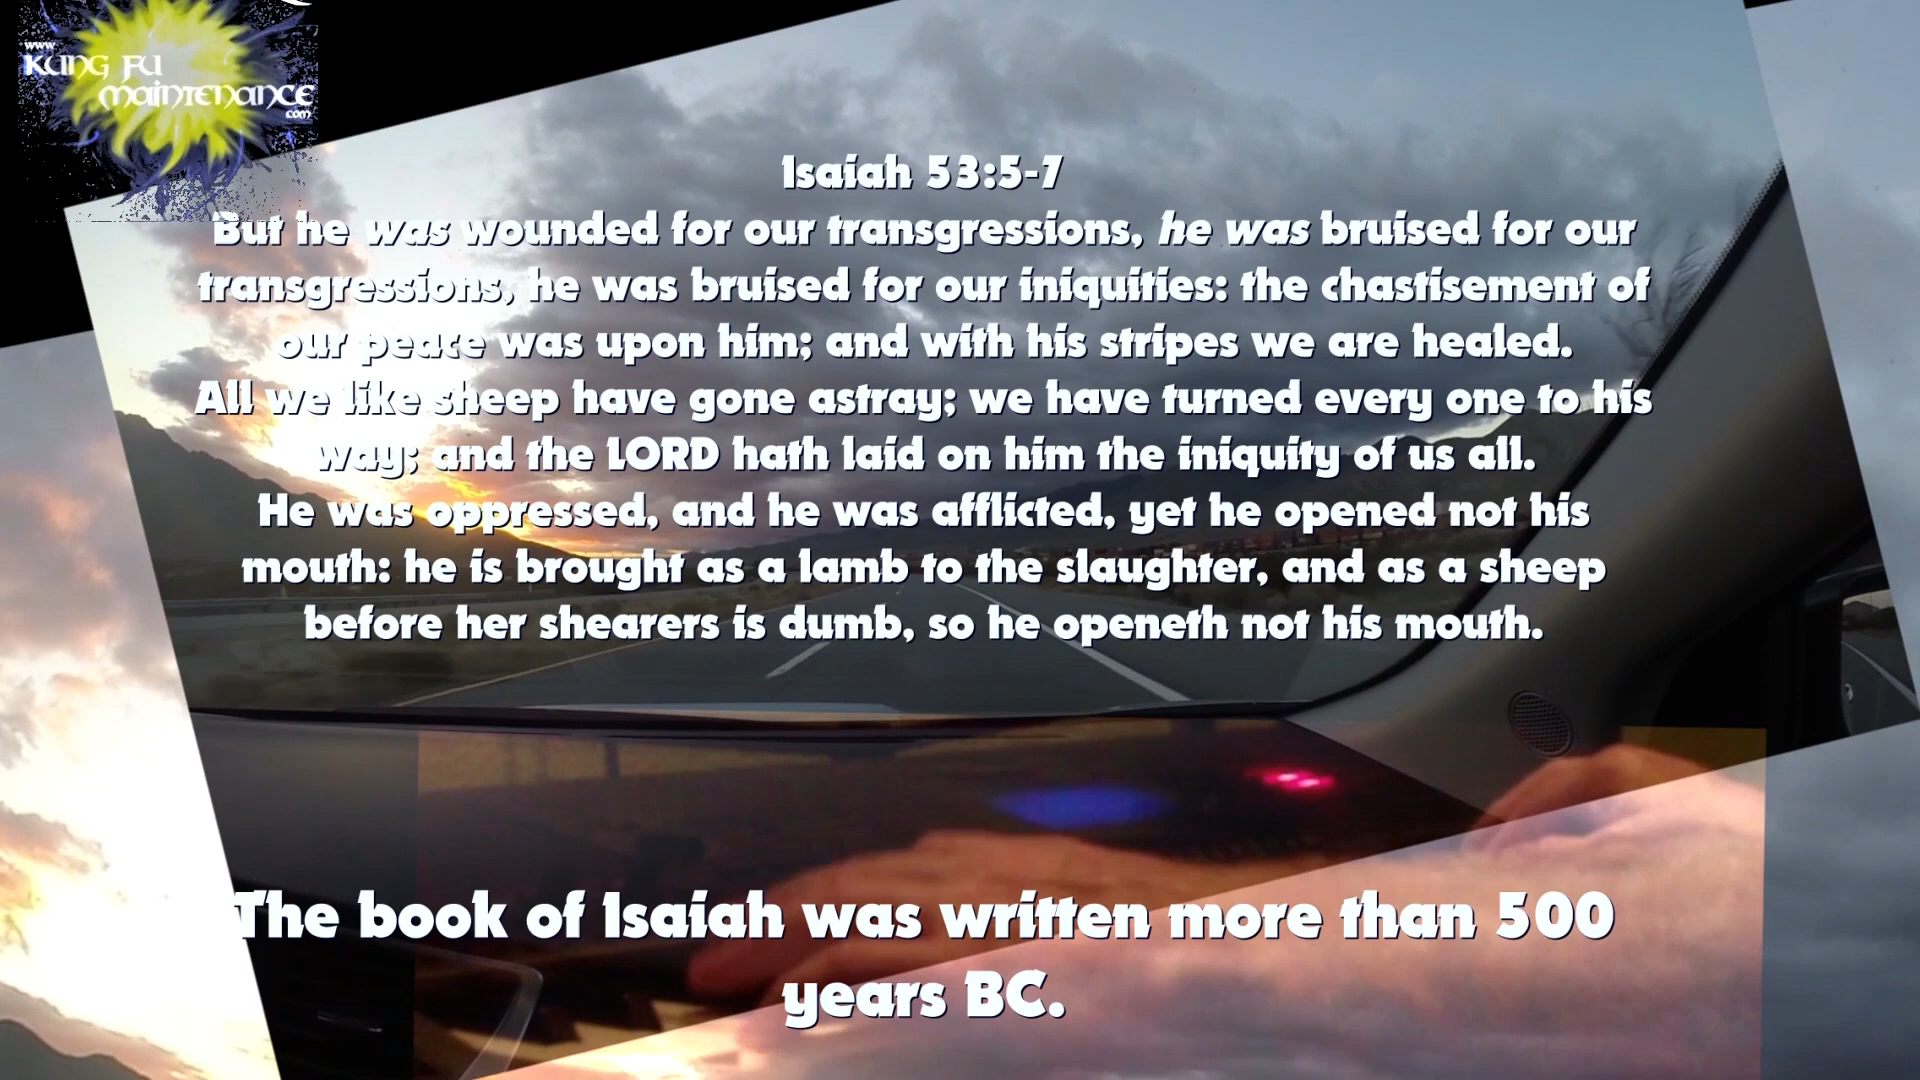 www.
Kung Fu
Maintenance
.com
Isaiah 53:5-7
But he was wounded for our transgressions, he was bruised for our
transgressions, he was bruised for our iniquities: the chastisement of
our peace was upon him; and with his stripes we are healed.
All we like sheep have gone astray; we have turned every one to his
way; and the LORD hath laid on him the iniquity of us all.
He was oppressed, and he was afflicted, yet he opened not his
mouth: he is brought as a lamb to the slaughter, and as a sheep
before her shearers is dumb, so he openeth not his mouth.
The book of Isaiah was written more than 500
years BC.